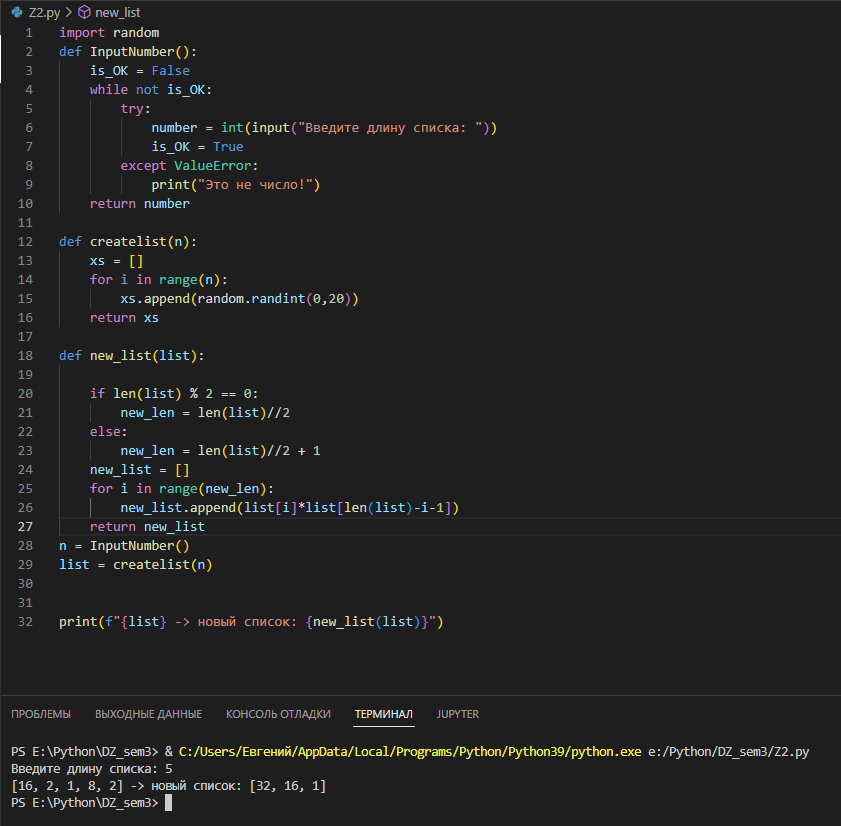 Z2.py > new_list
1 import random
2 def InputNumber():
3     is_OK = False
4     while not is_OK:
5         try:
6             number = int(input("Введите длину списка: "))
7             is_OK = True
8         except ValueError:
9             print("Это не число!")
10     return number
11
12 def createlist(n):
13     xs = []
14     for i in range(n):
15         xs.append(random.randint(0,20))
16     return xs
17
18 def new_list(list):
19
20     if len(list) % 2 == 0:
21         new_len = len(list)//2
22     else:
23         new_len = len(list)//2 + 1
24     new_list = []
25     for i in range(new_len):
26         new_list.append(list[i]*list[len(list)-i-1])
27     return new_list
28 n = InputNumber()
29 list = createlist(n)
30
31
32 print(f"{list} -> новый список: {new_list(list)}")
ПРОБЛЕМЫ ВЫХОДНЫЕ ДАННЫЕ КОНСОЛЬ ОТЛАДКИ ТЕРМИНАЛ JUPYTER
PS E:\Python\DZ_sem3> & C:/Users/Евгений/AppData/Local/Programs/Python/Python39/python.exe e:/Python/DZ_sem3/Z2.py
Введите длину списка: 5
[16, 2, 1, 8, 2] -> новый список: [32, 16, 1]
PS E:\Python\DZ_sem3>